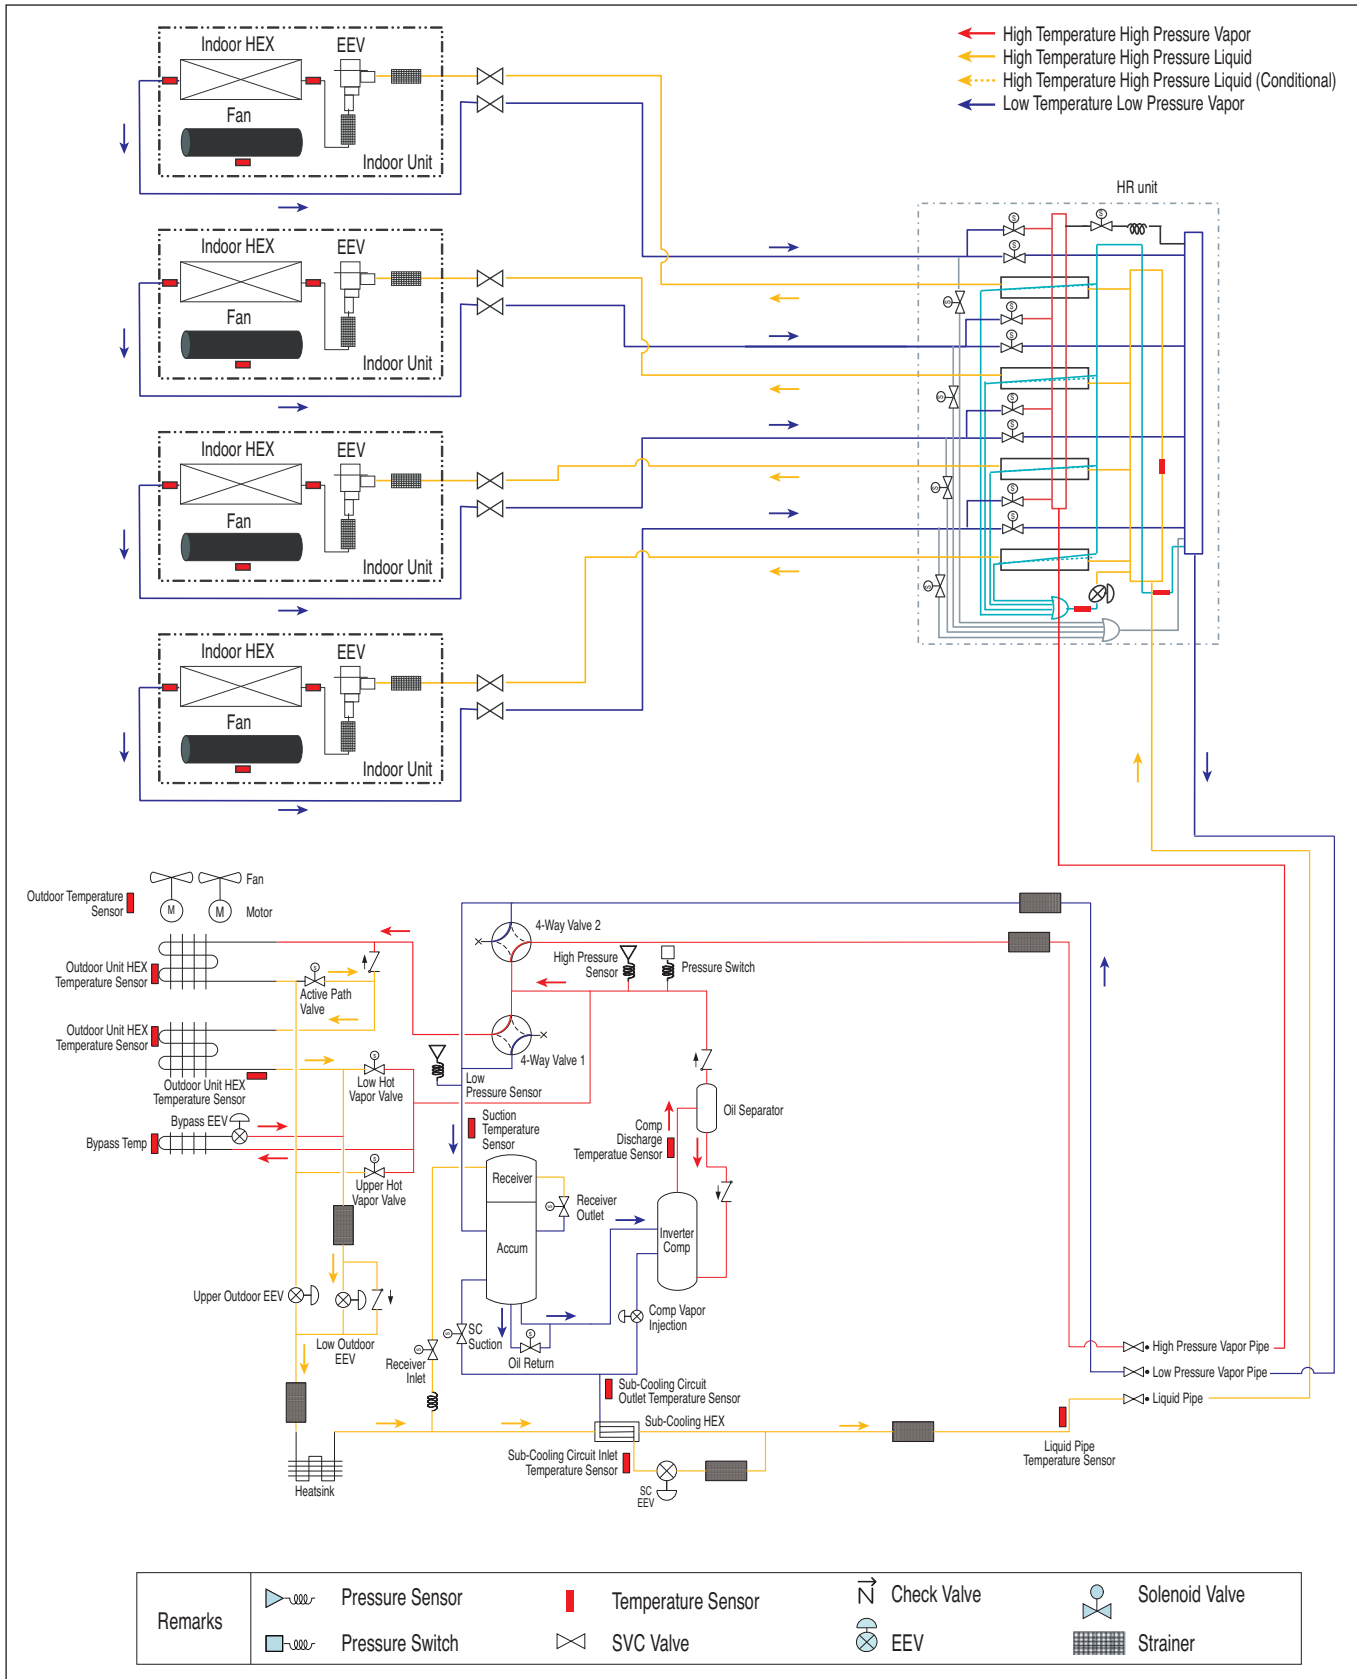 High Temperature High Pressure Vapor
High Temperature High Pressure Liquid
High Temperature High Pressure Liquid (Conditional)
Low Temperature Low Pressure Vapor
Indoor HEX
EEV
Fan
Indoor Unit
Indoor HEX
EEV
Fan
Indoor Unit
Indoor HEX
EEV
Fan
Indoor Unit
Indoor HEX
EEV
Fan
Indoor Unit
HR unit
S
S
S
S
S
S
S
S
S
S
S
S
S
Outdoor Temperature
Sensor
Fan
M
M
Motor
Outdoor Unit HEX
Temperature Sensor
S
Active Path
Valve
Outdoor Unit HEX
Temperature Sensor
Outdoor Unit HEX
Temperature Sensor
S
Low Hot
Vapor Valve
Bypass EEV
Bypass Temp
S
Upper Hot
Vapor Valve
4-Way Valve 2
High Pressure
Sensor
Pressure Switch
4-Way Valve 1
Low
Pressure Sensor
Suction
Temperature
Sensor
Comp
Discharge
Temperatue Sensor
Oil Separator
Receiver
S
Receiver
Outlet
Accum
Inverter
Comp
Upper Outdoor EEV
Low Outdoor
EEV
S
Receiver
Inlet
S
SC
Suction
S
Oil Return
Comp Vapor
Injection
Sub-Cooling Circuit
Outlet Temperature Sensor
Sub-Cooling HEX
Sub-Cooling Circuit Inlet
Temperature Sensor
SC
EEV
Heatsink
High Pressure Vapor Pipe
Low Pressure Vapor Pipe
Liquid Pipe
Liquid Pipe
Temperature Sensor
Remarks
Pressure Sensor
Temperature Sensor
Check Valve
Solenoid Valve
Pressure Switch
SVC Valve
EEV
Strainer